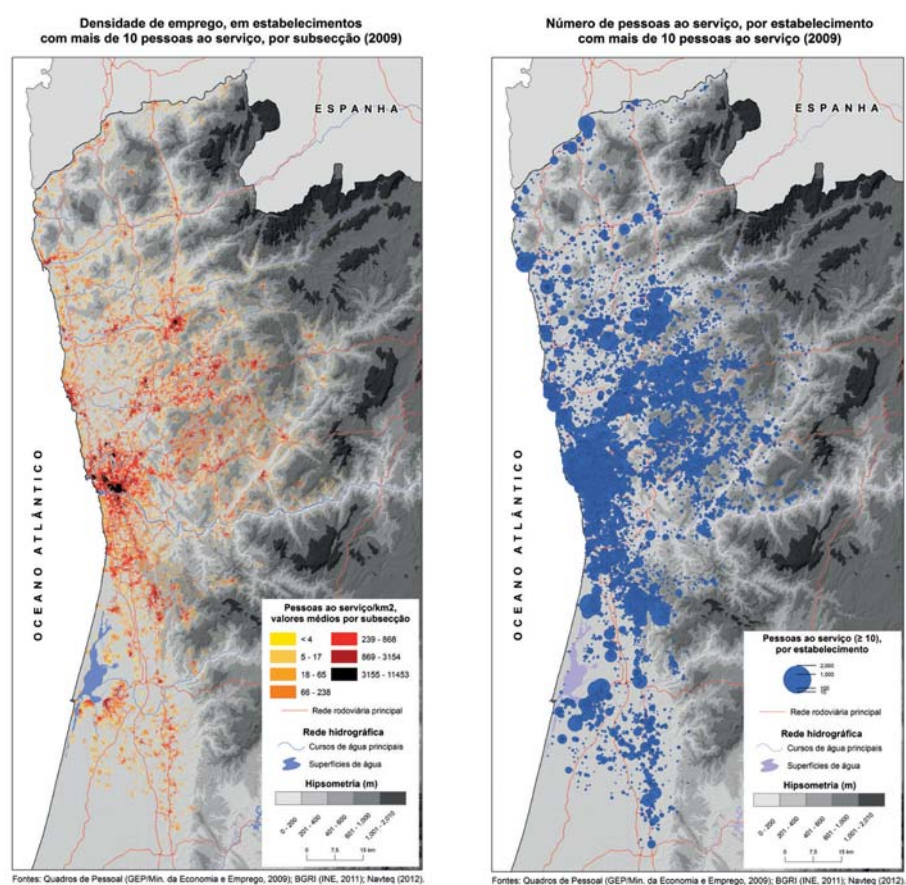 Densidade de emprego, em estabelecimentos
com mais de 10 pessoas ao serviço, por subsecção (2009)
ESPANHA
OCEANO ATLÂNTICO
Pessoas ao serviço/km2,
valores médios por subsecção
< 4
5 - 17
18 - 65
66 - 238
239 - 868
869 - 3154
3155 - 11453
Rede rodoviária principal
Rede hidrográfica
Cursos de água principais
Superfícies de água
Hipsometria (m)
0 - 200
201 - 400
401 - 600
601 - 1,000
1,001 - 2,010
0 7,5 15 km
Fontes: Quadros de Pessoal (GEP/Min. da Economia e Emprego, 2009); BGRI (INE, 2011); Navteq (2012).
Número de pessoas ao serviço, por estabelecimento
com mais de 10 pessoas ao serviço (2009)
ESPANHA
OCEANO ATLÂNTICO
Pessoas ao serviço (≥ 10),
por estabelecimento
2,000
1,000
100
10
Rede rodoviária principal
Rede hidrográfica
Cursos de água principais
Superfícies de água
Hipsometria (m)
0 - 200
201 - 400
401 - 600
601 - 1,000
1,001 - 2,010
0 7,5 15 km
Fontes: Quadros de Pessoal (GEP/Min. da Economia e Emprego, 2009); BGRI (INE, 2011); Navteq (2012).